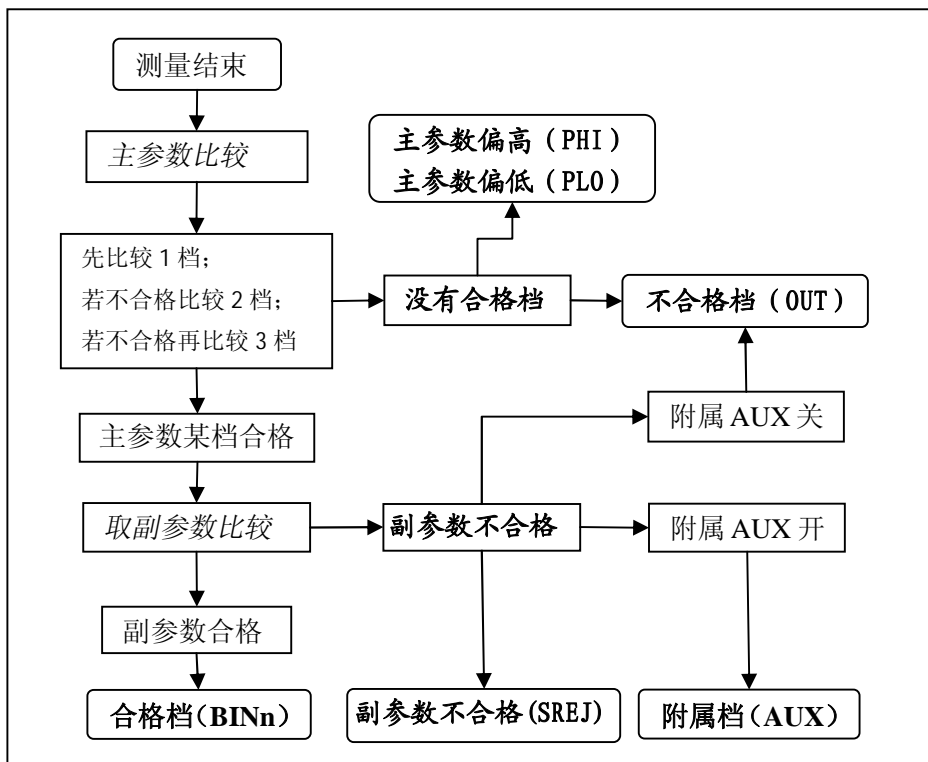 测量结束
主参数比较
主参数偏高（PHI）
主参数偏低（PLO）
先比较 1 档；
若不合格比较 2 档；
若不合格再比较 3 档
没有合格档
不合格档（OUT）
主参数某档合格
附属 AUX 关
取副参数比较
副参数不合格
附属 AUX 开
副参数合格
合格档（BINn）
副参数不合格(SREJ)
附属档（AUX）